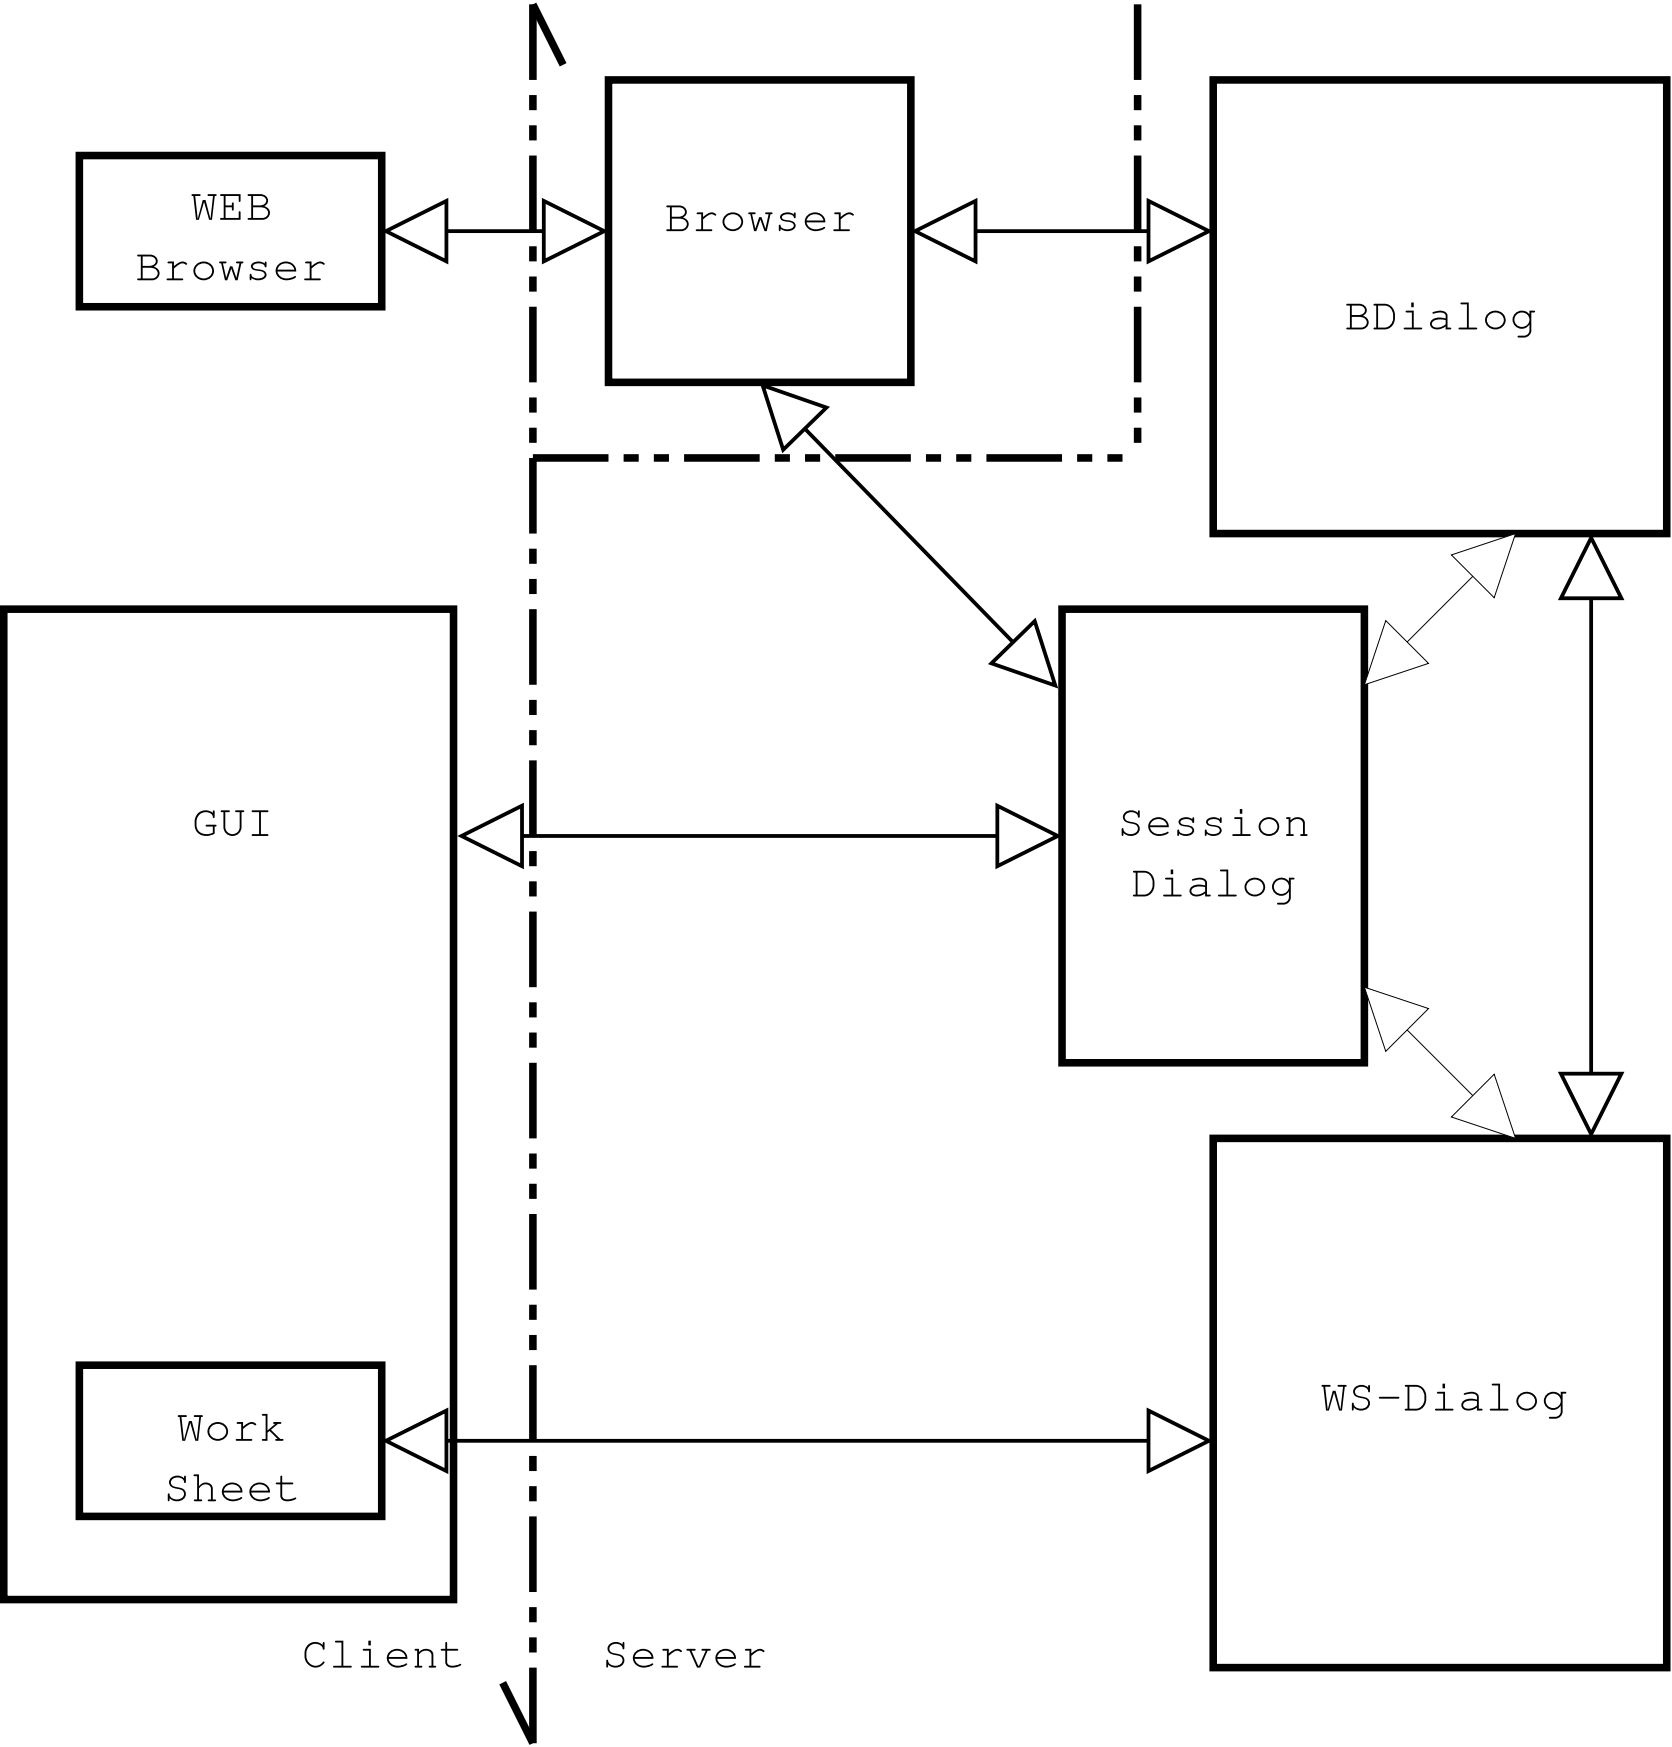 WEB
Browser
Browser
BDialog
GUI
Session
Dialog
Work
Sheet
WS-Dialog
Client
Server